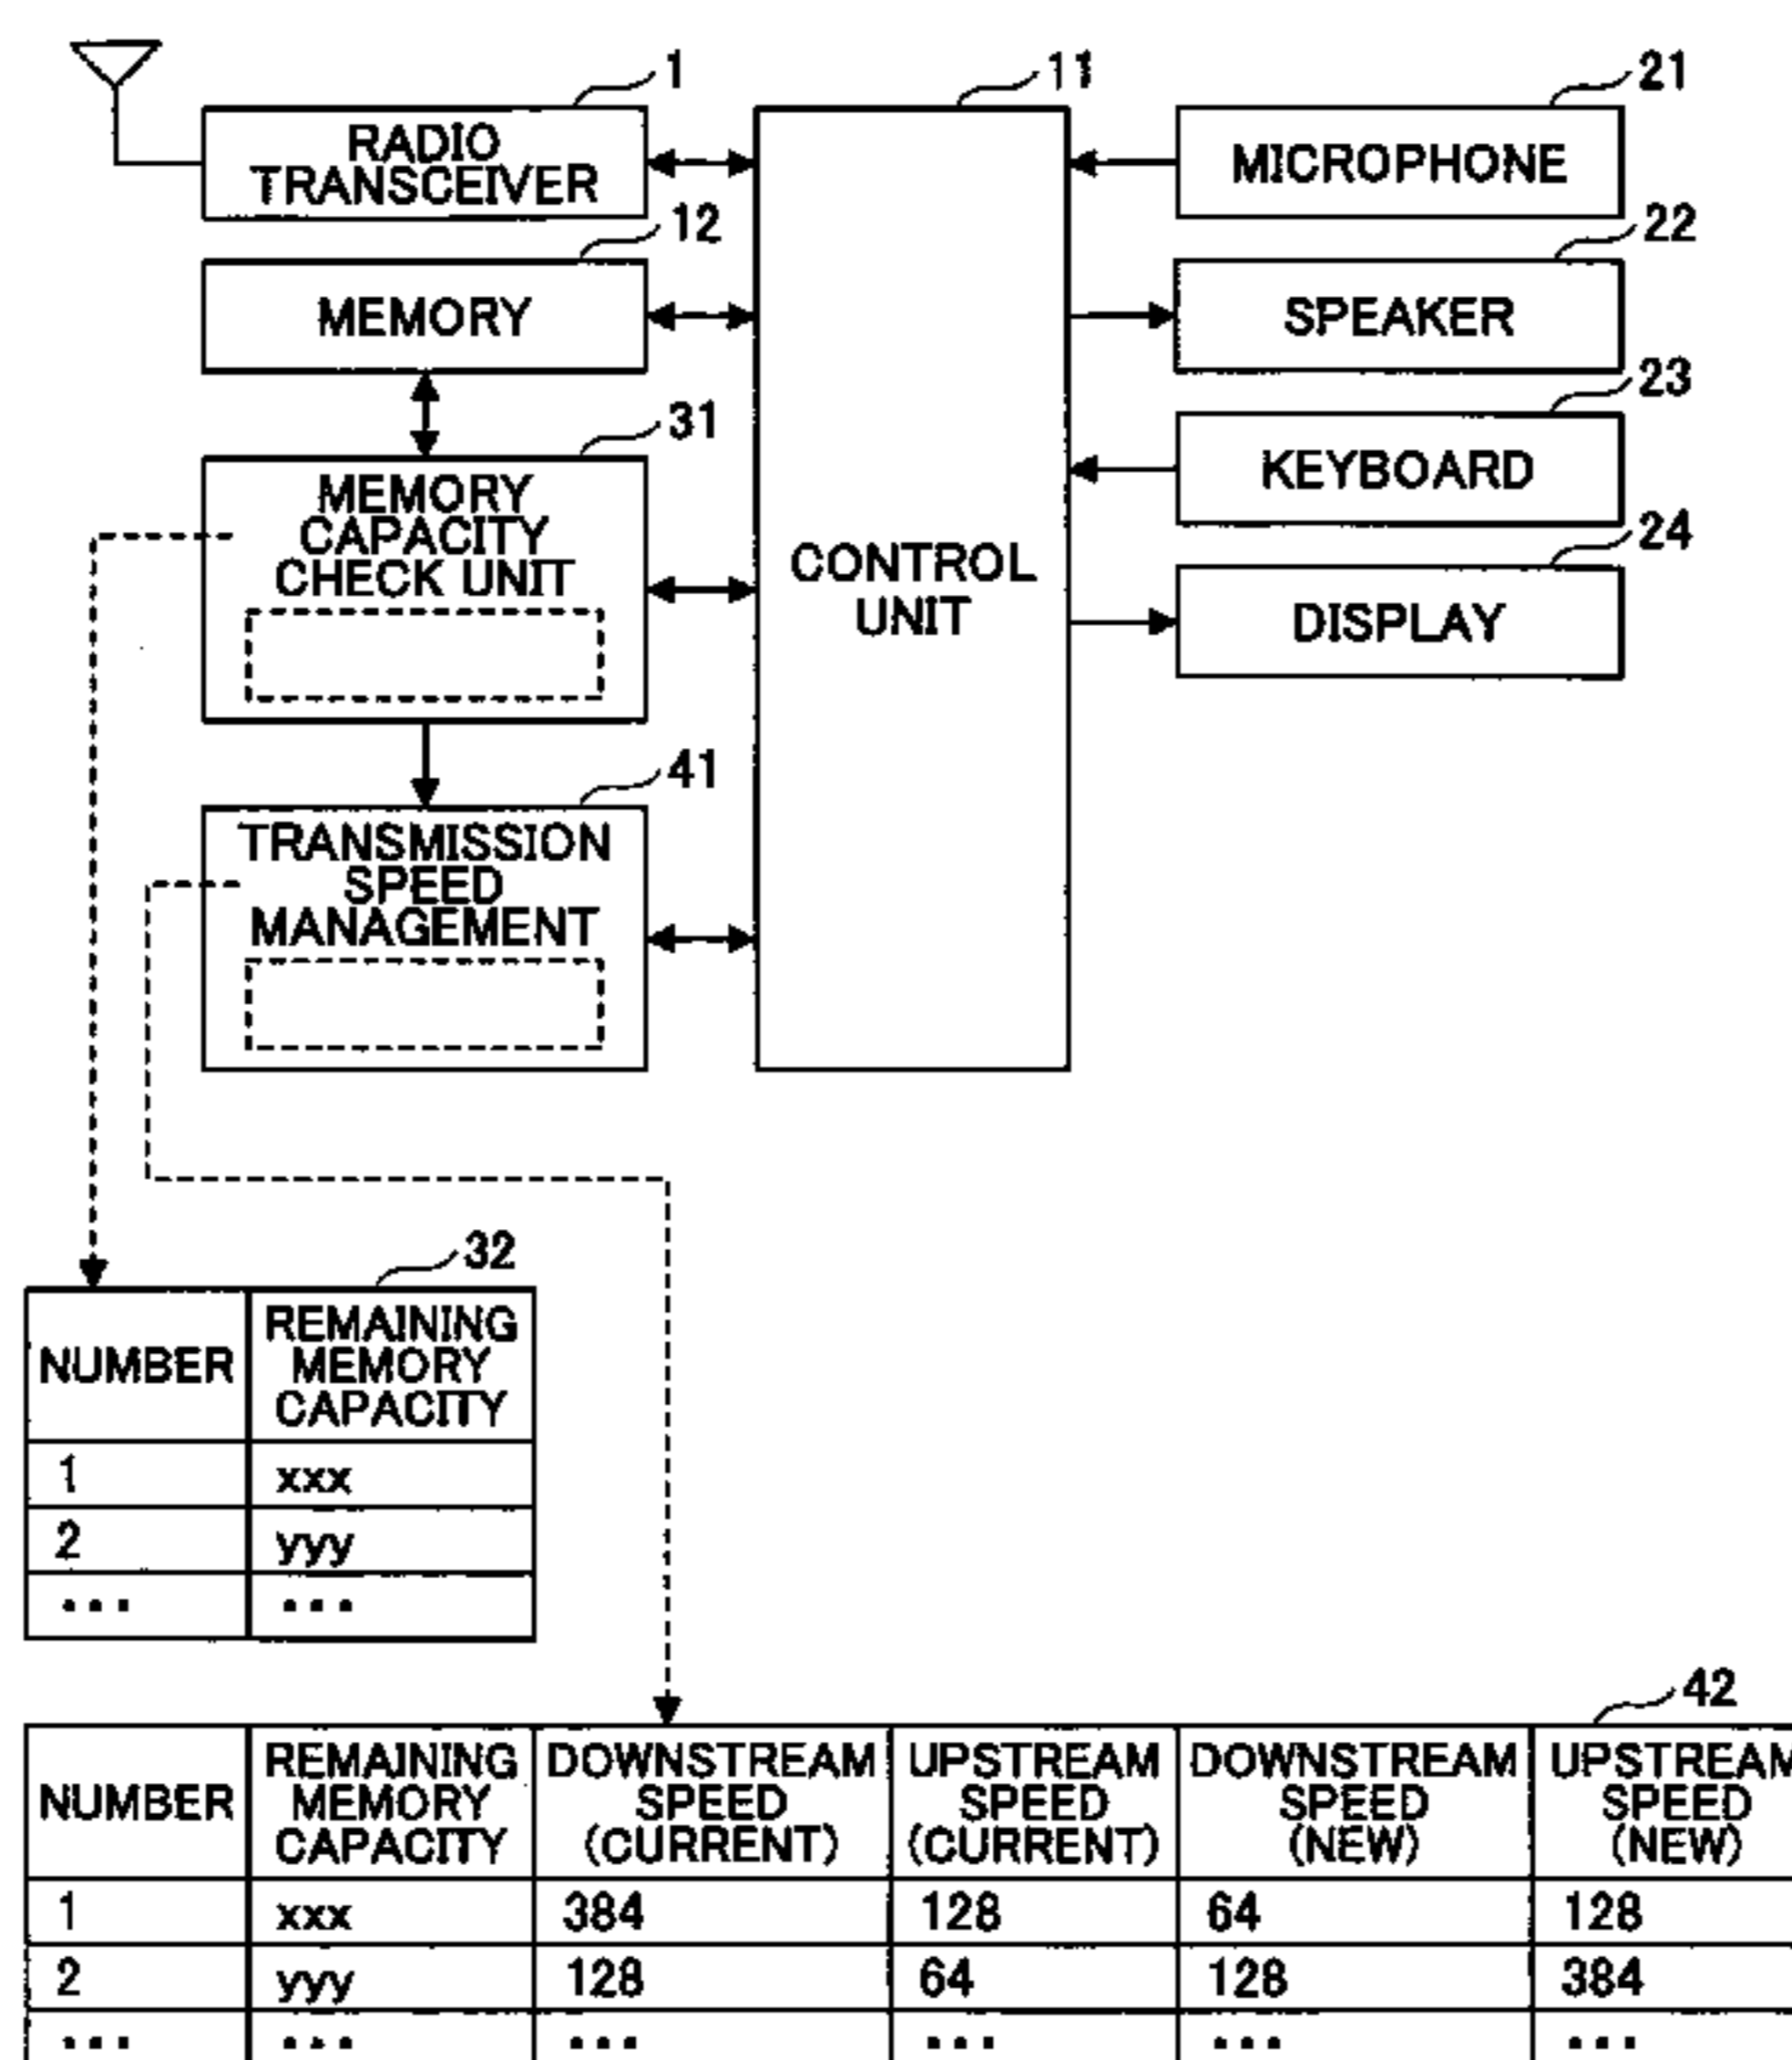 1
RADIO
TRANSCEIVER
12
MEMORY
31
MEMORY
CAPACITY
CHECK UNIT
41
TRANSMISSION
SPEED
MANAGEMENT
11
CONTROL
UNIT
21
MICROPHONE
22
SPEAKER
23
KEYBOARD
24
DISPLAY
32
NUMBER REMAINING
MEMORY
CAPACITY
1 xxx
2 yyy
... ...
42
NUMBER REMAINING MEMORY CAPACITY DOWNSTREAM SPEED (CURRENT) UPSTREAM SPEED (CURRENT) DOWNSTREAM SPEED (NEW) UPSTREAM SPEED (NEW)
1 xxx 384 128 64 128
2 yyy 128 64 128 384
... ... ... ... ... ...